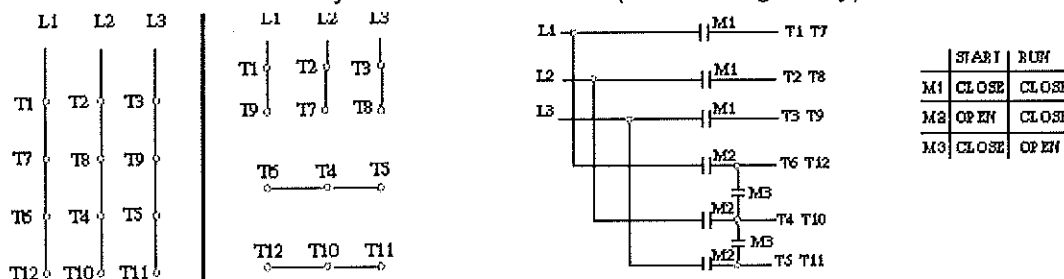 L1 L2 L3
T1 T2 T3
T7 T8 T9
T6 T4 T5
T12 T10 T11
L1 L2 L3
T1 T2 T3
T9 T7 T8
T6 T4 T5
T12 T10 T11
L1 M1 T1 T7
L2 M1 T2 T8
L3 M1 T3 T9
M2 T6 T12
M3
M2 T4 T10
M3
M2 T5 T11
START RUN
M1 CLOSE CLOSE
M2 OPEN CLOSE
M3 CLOSE OPEN